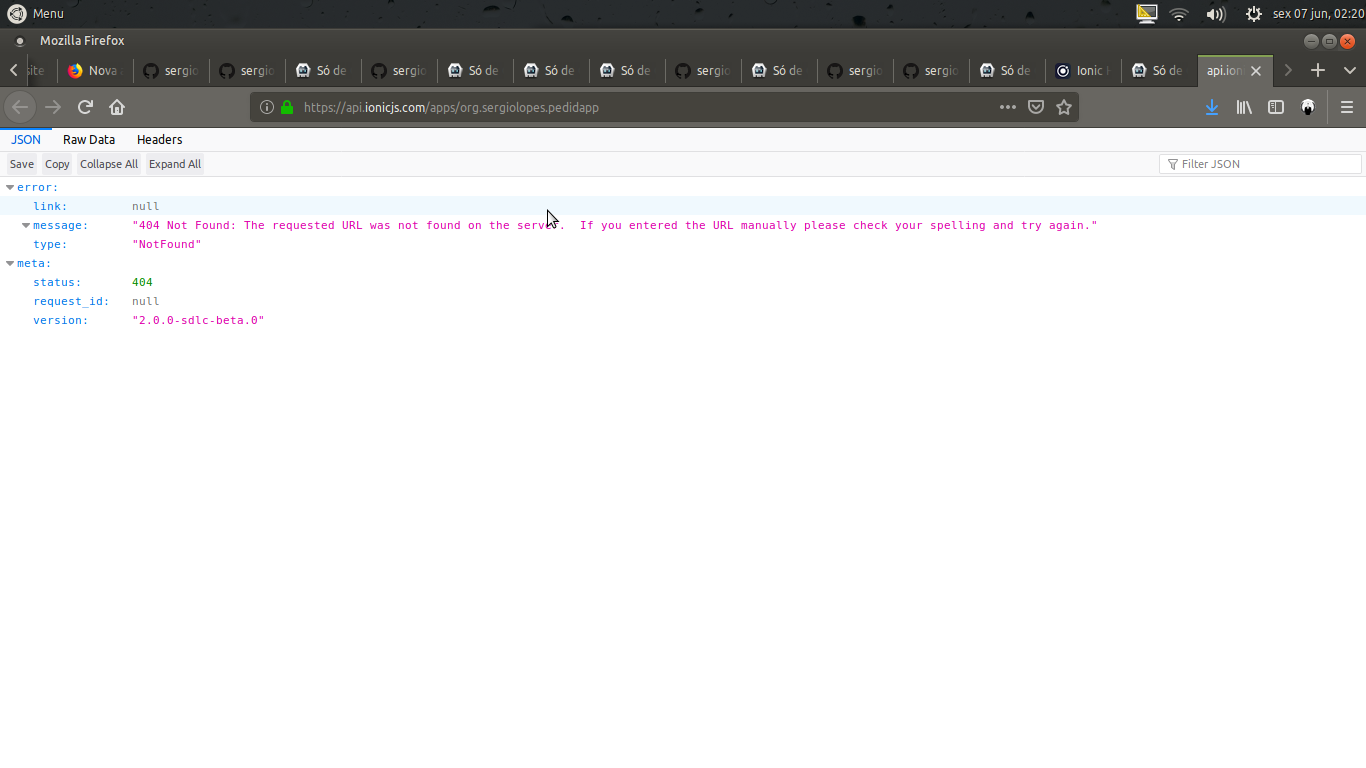 Menu
sex 07 jun, 02:20
Mozilla Firefox
site Nova sergio sergio Só de sergio Só de Só de Só de sergio Só de sergio sergio Só de Ionic Só de api.ioni
https://api.ionicjs.com/apps/org.sergiolopes.pedidapp
JSON Raw Data Headers
Save Copy Collapse All Expand All Filter JSON
error:
link: null
message: "404 Not Found: The requested URL was not found on the server. If you entered the URL manually please check your spelling and try again."
type: "NotFound"
meta:
status: 404
request_id: null
version: "2.0.0-sdlc-beta.0"